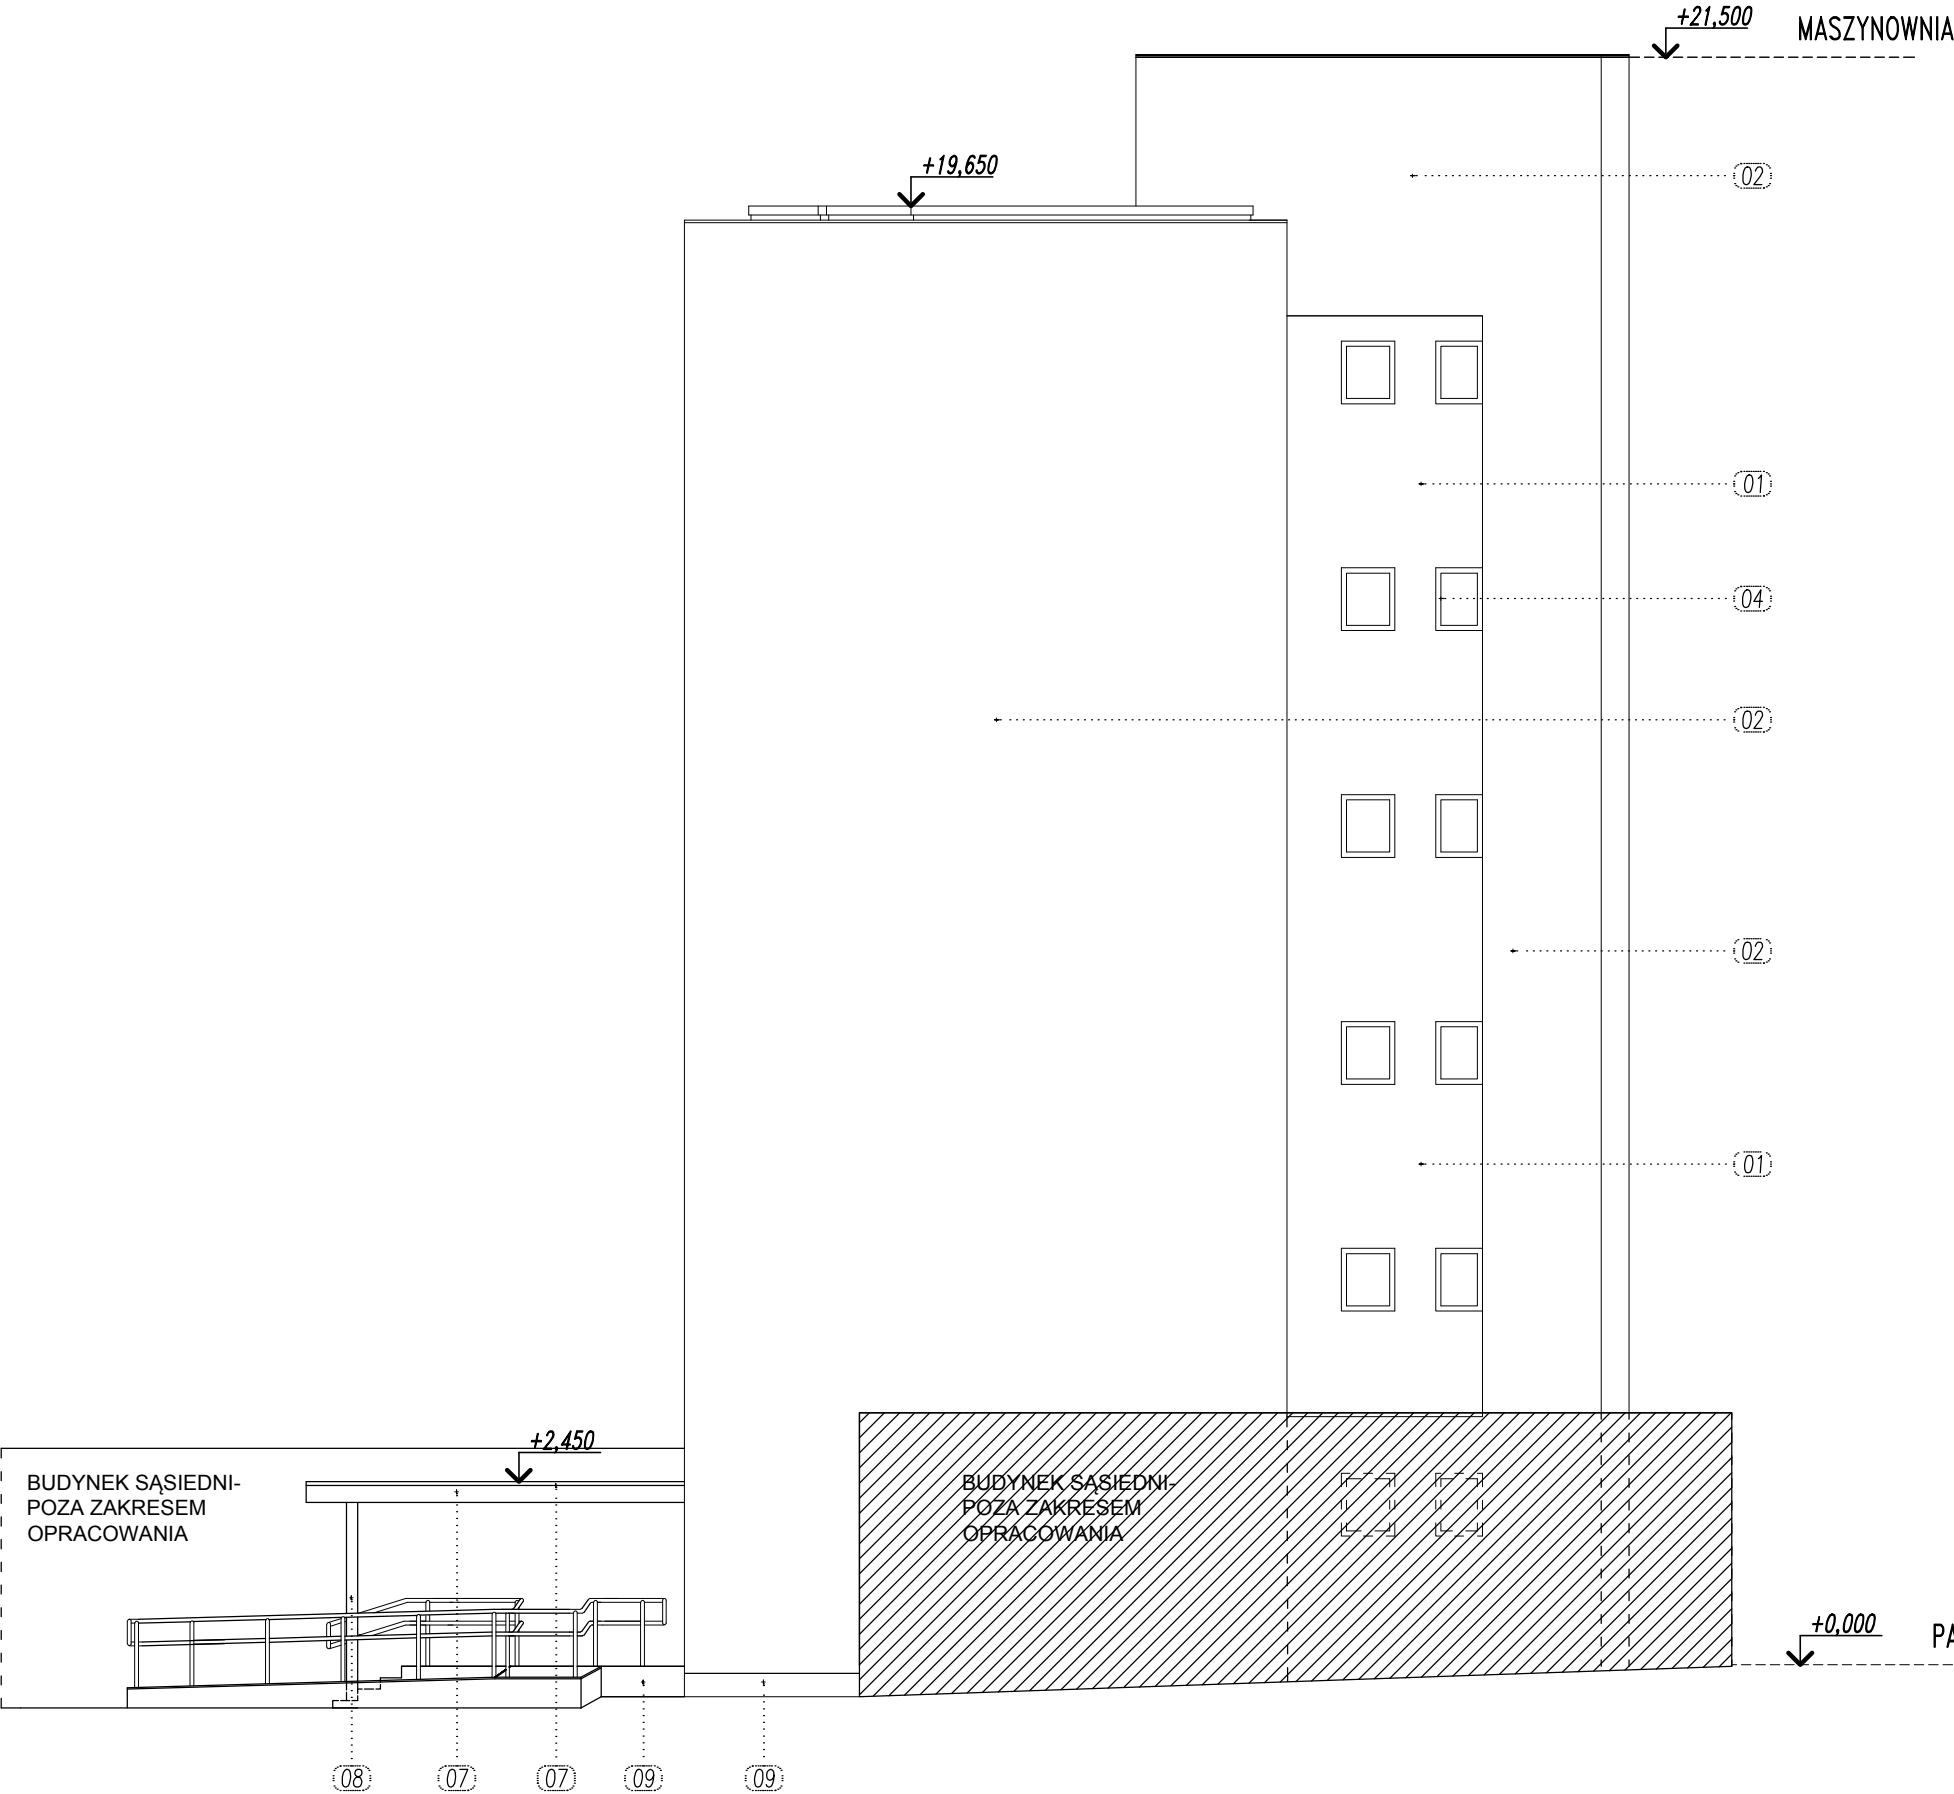 +21,500 MASZYNOWNIA
+19,650
02
01
04
02
02
01
+2,450
BUDYNEK SĄSIEDNI-
POZA ZAKRESEM
OPRACOWANIA
BUDYNEK SĄSIEDNI-
POZA ZAKRESEM
OPRACOWANIA
+0,000 PA
08 07 07 09 09